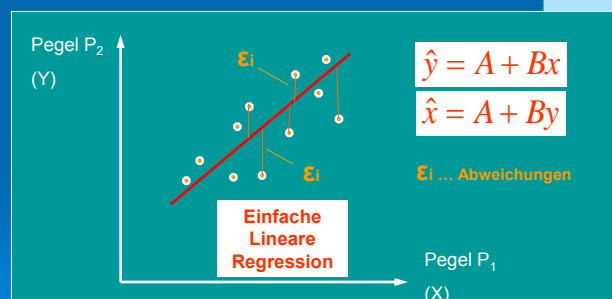 Pegel P₂
(Y)
εi
εi
ŷ = A + Bx
x̂ = A + By
εi ... Abweichungen
Einfache
Lineare
Regression
Pegel P₁
(X)